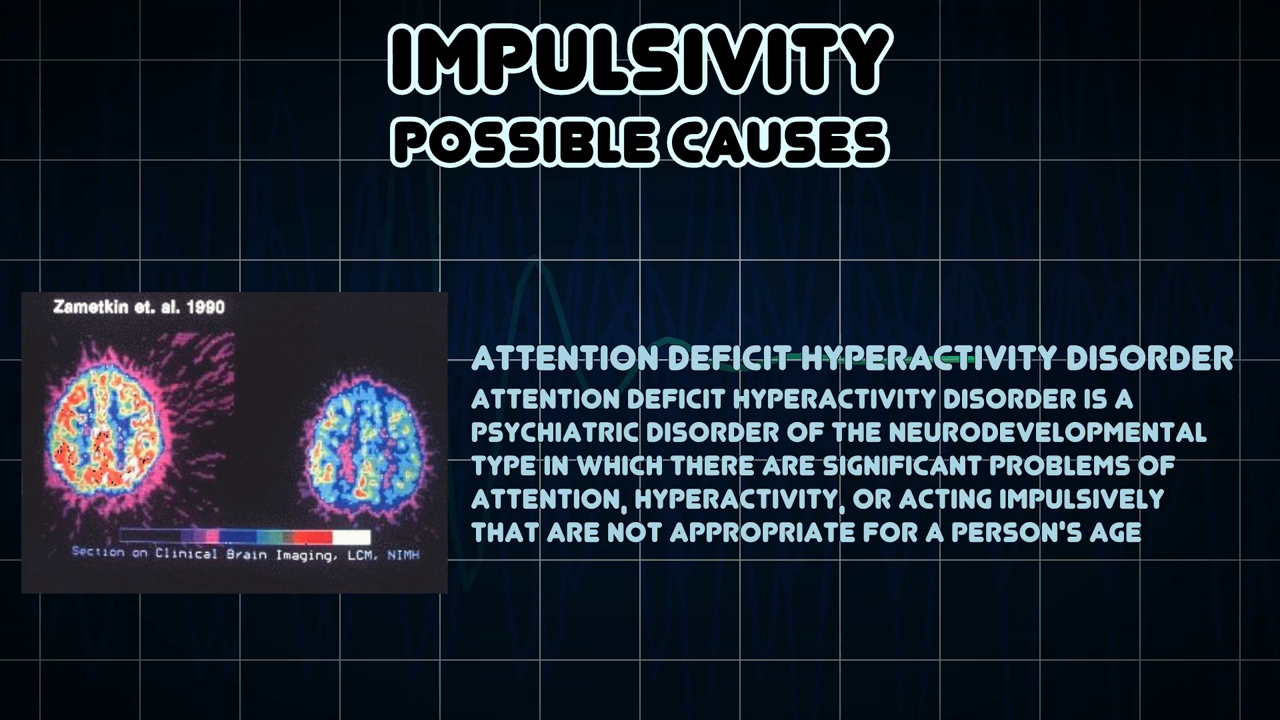 IMPULSIVITY
POSSIBLE CAUSES
Zametkin et. al. 1990
Section on Clinical Brain Imaging, LCM, NIMH
ATTENTION DEFICIT HYPERACTIVITY DISORDER
ATTENTION DEFICIT HYPERACTIVITY DISORDER IS A
PSYCHIATRIC DISORDER OF THE NEURODEVELOPMENTAL
TYPE IN WHICH THERE ARE SIGNIFICANT PROBLEMS OF
ATTENTION, HYPERACTIVITY, OR ACTING IMPULSIVELY
THAT ARE NOT APPROPRIATE FOR A PERSON'S AGE